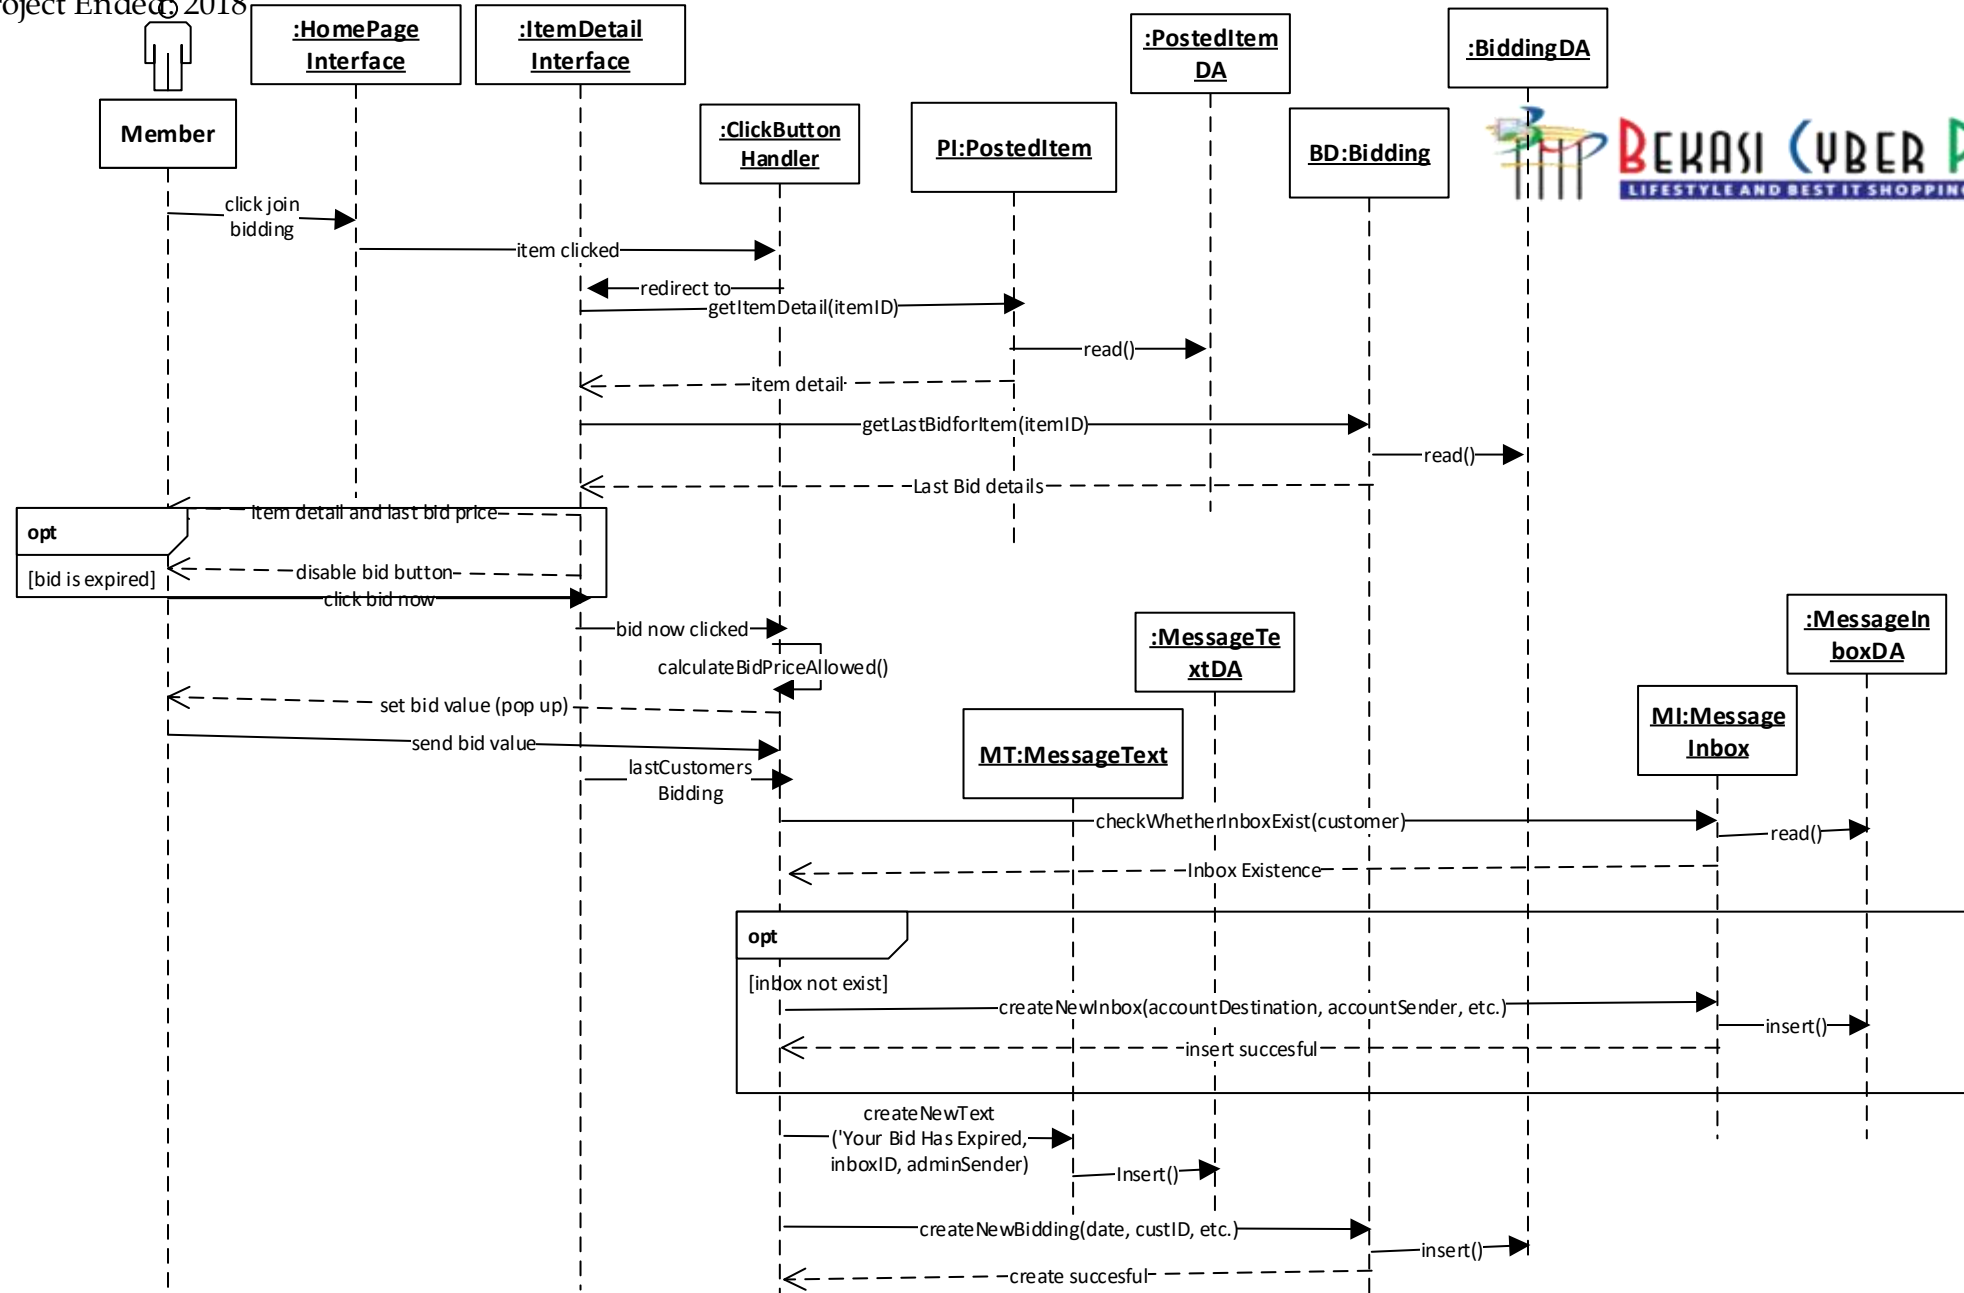 Project Ended: 2018
:HomePage
Interface
:ItemDetail
Interface
:PostedItem
DA
:BiddingDA
Member
:ClickButton
Handler
PI:PostedItem
BD:Bidding
BEKASI CYBER P
LIFESTYLE AND BEST IT SHOPPING
click join
bidding
item clicked
redirect to
getItemDetail(itemID)
read()
item detail
getLastBidforItem(itemID)
read()
Last Bid details
item detail and last bid price
opt
[bid is expired]
disable bid button
click bid now
bid now clicked
calculateBidPriceAllowed()
:MessageTe
xtDA
:MessageIn
boxDA
set bid value (pop up)
send bid value
MT:MessageText
MI:Message
Inbox
lastCustomers
Bidding
checkWhetherInboxExist(customer)
read()
Inbox Existence
opt
[inbox not exist]
createNewInbox(accountDestination, accountSender, etc.)
insert()
insert succesful
createNewText
('Your Bid Has Expired,
inboxID, adminSender)
Insert()
createNewBidding(date, custID, etc.)
insert()
create succesful